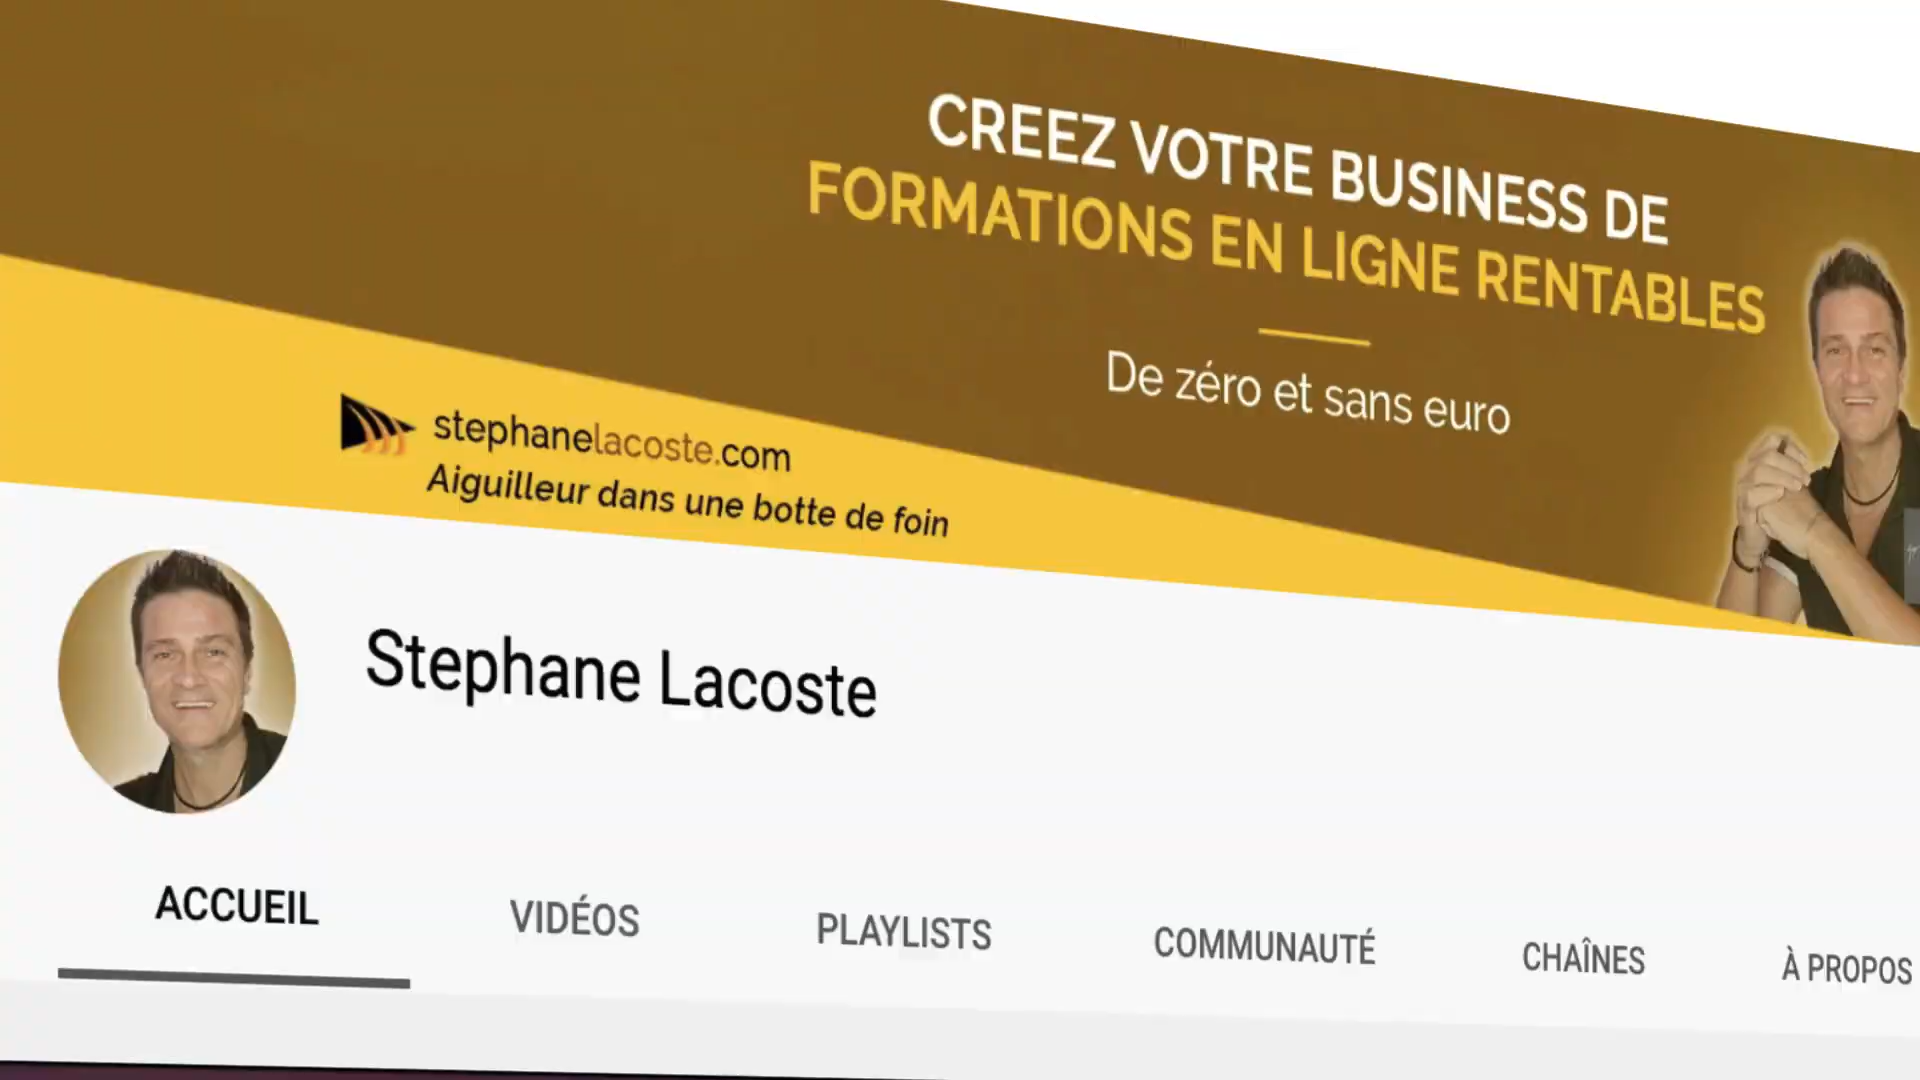 CREEZ VOTRE BUSINESS DE
FORMATIONS EN LIGNE RENTABLES
De zéro et sans euro
stephanelacoste.com
Aiguilleur dans une botte de foin
Stephane Lacoste
ACCUEIL
VIDÉOS
PLAYLISTS
COMMUNAUTÉ
CHAÎNES
À PROPOS